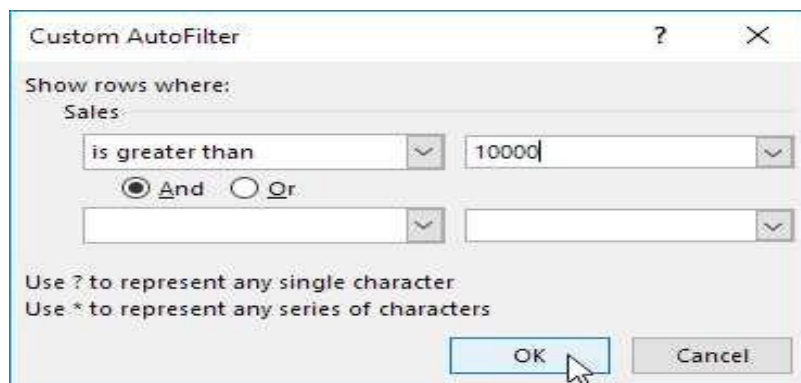 Custom AutoFilter ?
Show rows where:
Sales
is greater than 10000
And Or
Use ? to represent any single character
Use * to represent any series of characters
OK Cancel